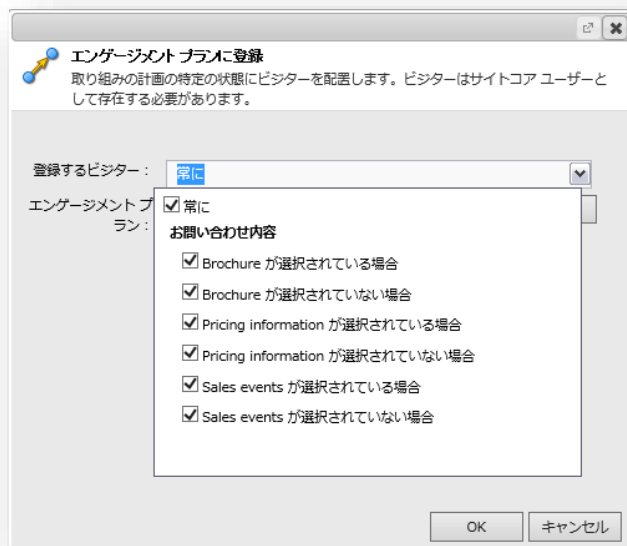 エンゲージメント プランに登録
取り組みの計画の特定の状態にビジターを配置します。ビジターはサイトコア ユーザーと
して存在する必要があります。
登録するビジター：
常に
エンゲージメント プ
ラン：
常に
お問い合わせ内容
Brochure が選択されている場合
Brochure が選択されていない場合
Pricing information が選択されている場合
Pricing information が選択されていない場合
Sales events が選択されている場合
Sales events が選択されていない場合
OK
キャンセル